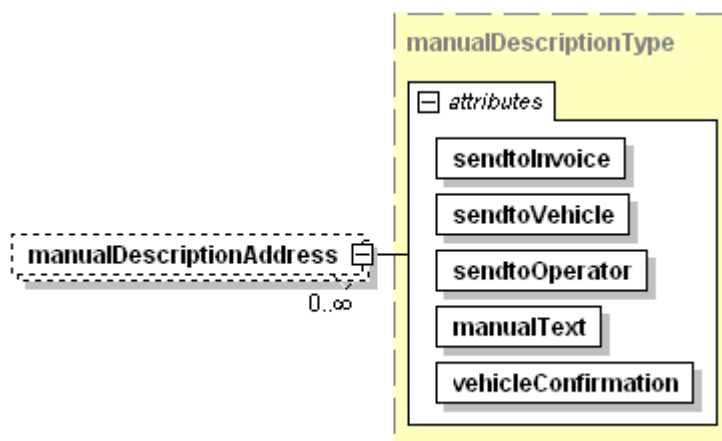 manualDescriptionType
attributes
sendtoInvoice
sendtoVehicle
manualDescriptionAddress
sendtoOperator
0..∞
manualText
vehicleConfirmation